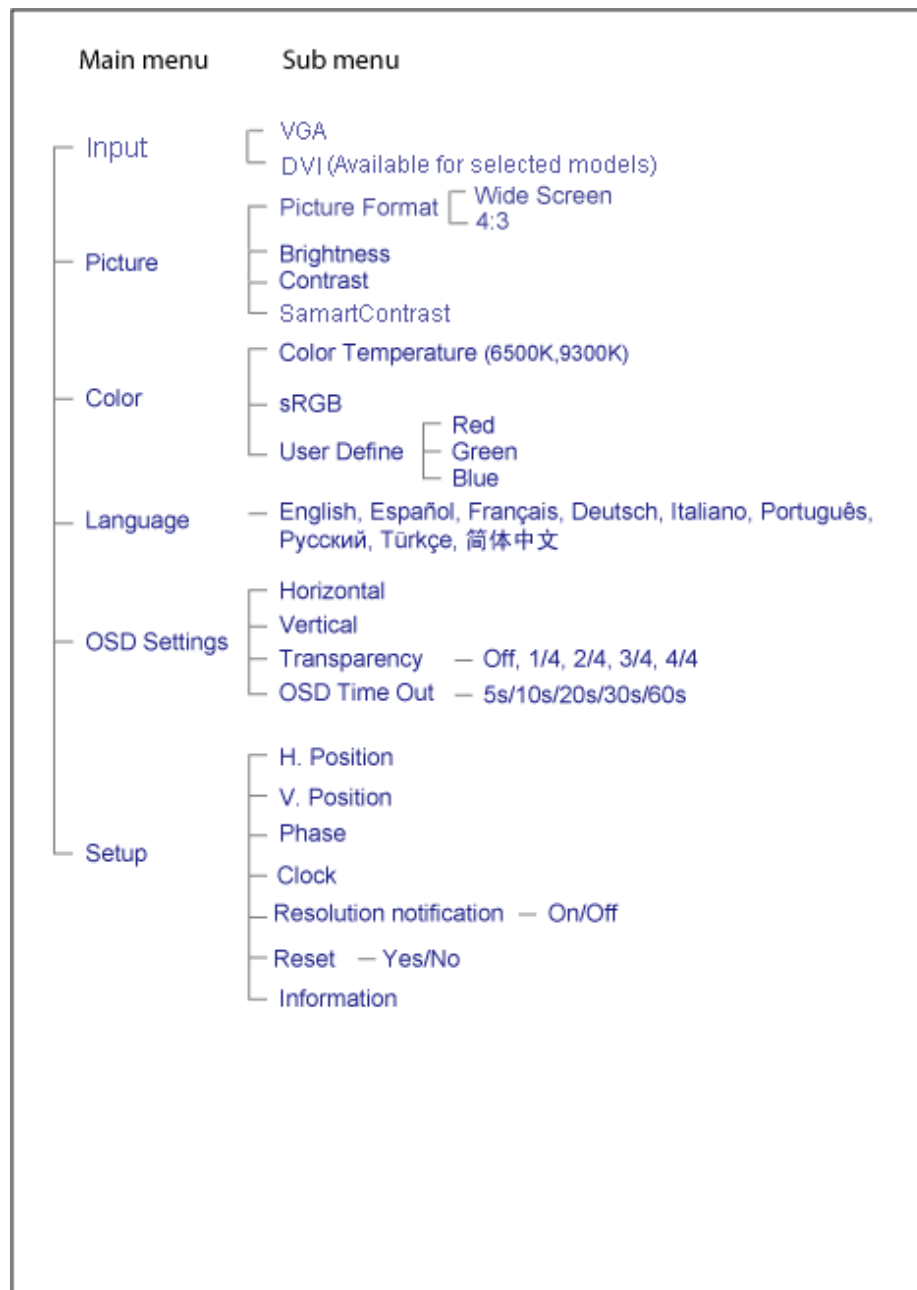 Main menu Sub menu
Input
VGA
DVI (Available for selected models)
Picture
Picture Format
Wide Screen
4:3
Brightness
Contrast
SamartContrast
Color
Color Temperature (6500K,9300K)
sRGB
User Define
Red
Green
Blue
Language
English, Español, Français, Deutsch, Italiano, Português,
Русский, Türkçe, 简体中文
OSD Settings
Horizontal
Vertical
Transparency — Off, 1/4, 2/4, 3/4, 4/4
OSD Time Out — 5s/10s/20s/30s/60s
Setup
H. Position
V. Position
Phase
Clock
Resolution notification — On/Off
Reset — Yes/No
Information